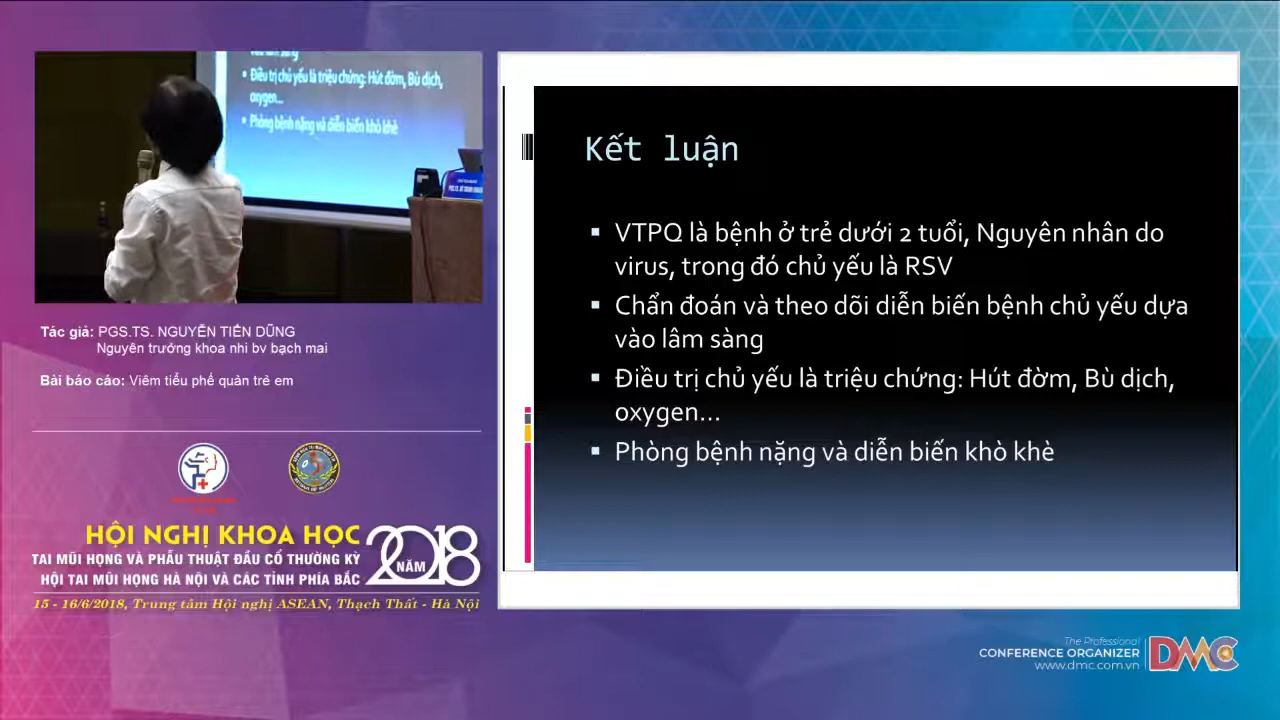 vào lâm sàng
Điều trị chủ yếu là triệu chứng: Hút đờm, Bù dịch,
oxygen...
Phòng bệnh nặng và diễn biến khò khè
Tác giả: PGS.TS. NGUYỄN TIẾN DŨNG
Nguyên trưởng khoa nhi bv bạch mai
Bài báo cáo: Viêm tiểu phế quản trẻ em
HỘI NGHỊ KHOA HỌC
TAI MŨI HỌNG VÀ PHẪU THUẬT ĐẦU CỔ THƯỜNG KỲ
HỘI TAI MŨI HỌNG HÀ NỘI VÀ CÁC TỈNH PHÍA BẮC
NĂM 2018
15 - 16/6/2018, Trung tâm Hội nghị ASEAN, Thạch Thất - Hà Nội
Kết luận
VTPQ là bệnh ở trẻ dưới 2 tuổi, Nguyên nhân do
virus, trong đó chủ yếu là RSV
Chẩn đoán và theo dõi diễn biến bệnh chủ yếu dựa
vào lâm sàng
Điều trị chủ yếu là triệu chứng: Hút đờm, Bù dịch,
oxygen...
Phòng bệnh nặng và diễn biến khò khè
The Professional
CONFERENCE ORGANIZER
www.dmc.com.vn
DMC